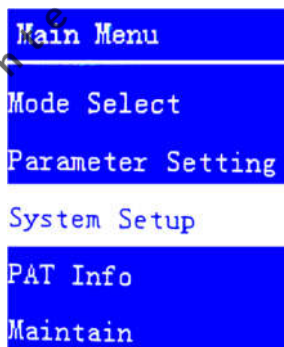 Main Menu
Mode Select
Parameter Setting
System Setup
PAT Info
Maintain